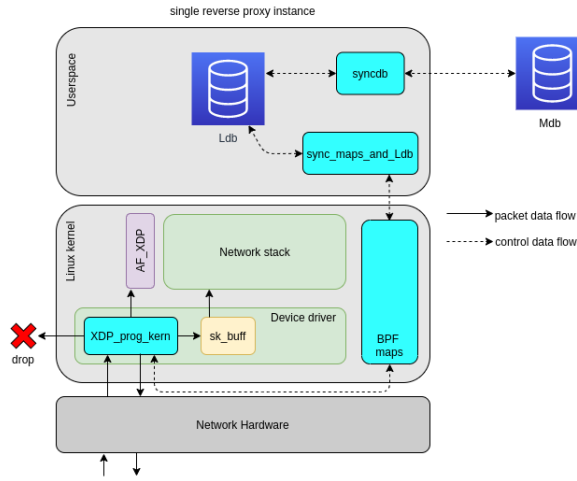 single reverse proxy instance
Userspace
syncdb
Ldb
Mdb
sync_maps_and_Ldb
packet data flow
control data flow
Linux kernel
AF_XDP
Network stack
Device driver
XDP_prog_kern
sk_buff
BPF
maps
drop
Network Hardware